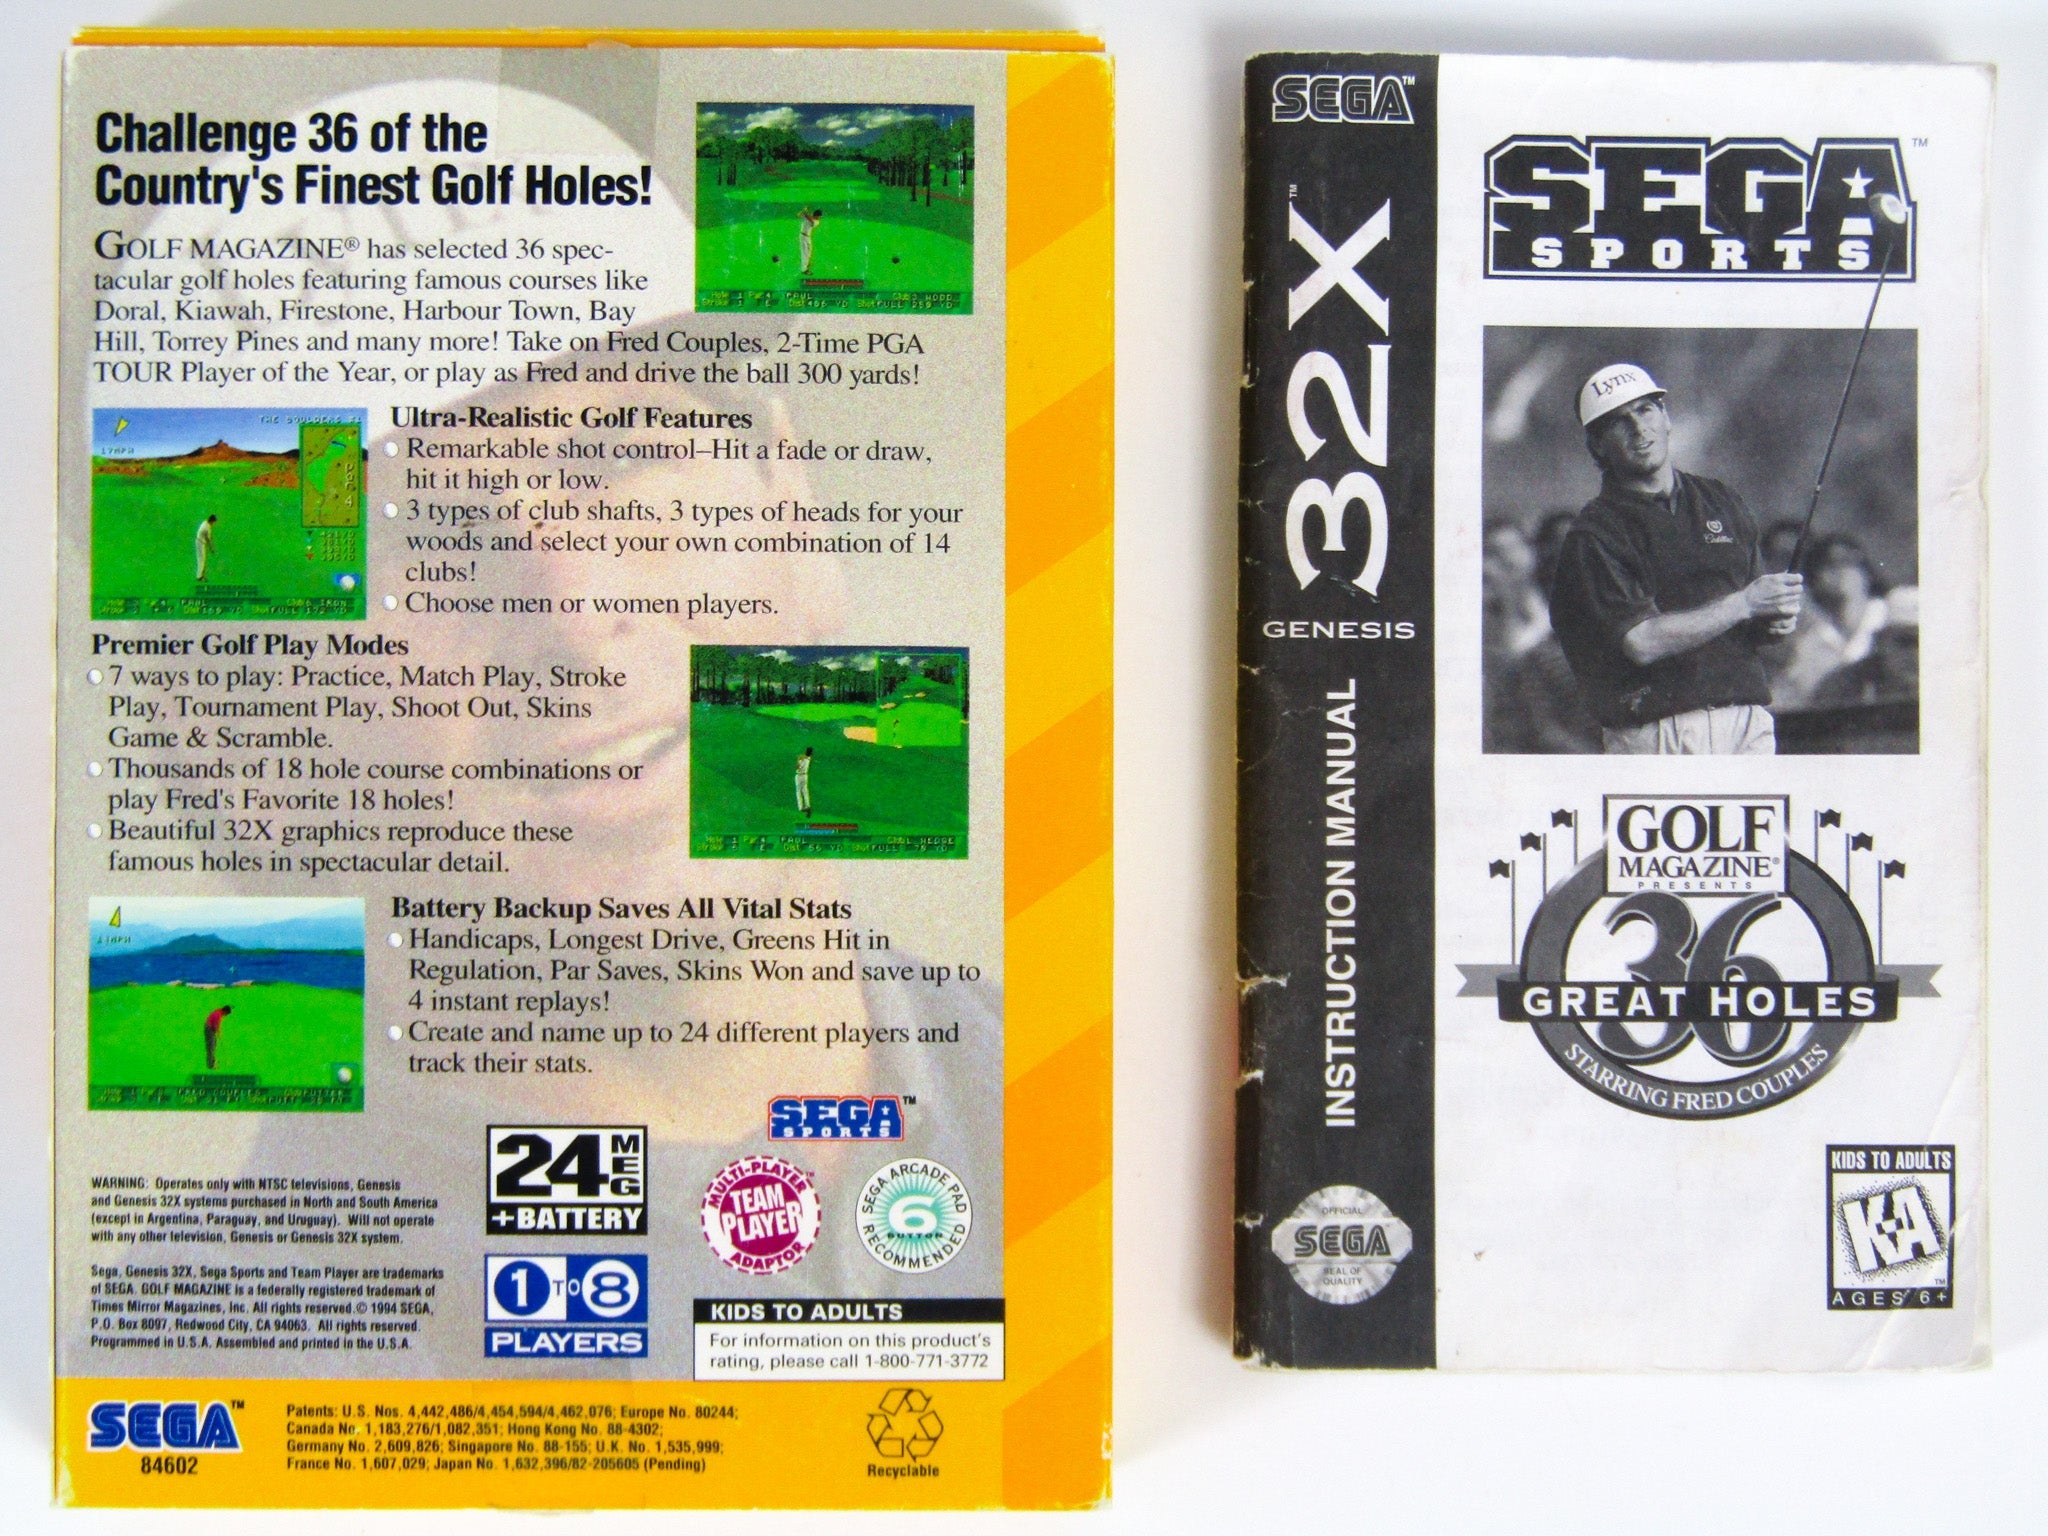 Challenge 36 of the
Country's Finest Golf Holes!
GOLF MAGAZINE® has selected 36 spec-
tacular golf holes featuring famous courses like
Doral, Kiawah, Firestone, Harbour Town, Bay
Hill, Torrey Pines and many more! Take on Fred Couples, 2-Time PGA
TOUR Player of the Year, or play as Fred and drive the ball 300 yards!
THE BOULDERS #1
17MPH
Ultra-Realistic Golf Features
Remarkable shot control–Hit a fade or draw,
hit it high or low.
3 types of club shafts, 3 types of heads for your
woods and select your own combination of 14
clubs!
Choose men or women players.
Premier Golf Play Modes
7 ways to play: Practice, Match Play, Stroke
Play, Tournament Play, Shoot Out, Skins
Game & Scramble.
Thousands of 18 hole course combinations or
play Fred's Favorite 18 holes!
Beautiful 32X graphics reproduce these
famous holes in spectacular detail.
Battery Backup Saves All Vital Stats
Handicaps, Longest Drive, Greens Hit in
Regulation, Par Saves, Skins Won and save up to
4 instant replays!
Create and name up to 24 different players and
track their stats.
SEGA™
SPORTS
24 MEG
+BATTERY
MULTI-PLAYER™
TEAM
PLAYER
ADAPTOR
SEGA ARCADE PAD
6
BUTTON
RECOMMENDED
WARNING: Operates only with NTSC televisions, Genesis
and Genesis 32X systems purchased in North and South America
(except in Argentina, Paraguay, and Uruguay). Will not operate
with any other television, Genesis or Genesis 32X system.
Sega, Genesis 32X, Sega Sports and Team Player are trademarks
of SEGA. GOLF MAGAZINE is a federally registered trademark of
Times Mirror Magazines, Inc. All rights reserved. © 1994 SEGA,
P.O. Box 8097, Redwood City, CA 94063. All rights reserved.
Programmed in U.S.A. Assembled and printed in the U.S.A.
1 TO 8
PLAYERS
KIDS TO ADULTS
For information on this product's
rating, please call 1-800-771-3772
SEGA™
84602
Patents: U.S. Nos. 4,442,486/4,454,594/4,462,076; Europe No. 80244;
Canada No. 1,183,276/1,082,351; Hong Kong No. 88-4302;
Germany No. 2,609,826; Singapore No. 88-155; U.K. No. 1,535,999;
France No. 1,607,029; Japan No. 1,632,396/82-205605 (Pending)
Recyclable
SEGA™
32X™
GENESIS
INSTRUCTION MANUAL
OFFICIAL
SEGA
SEAL OF
QUALITY
SEGA™
SPORTS
Lynx
Cadillac
GOLF
MAGAZINE®
PRESENTS
36
GREAT HOLES
STARRING FRED COUPLES
KIDS TO ADULTS
K-A™
AGES 6+